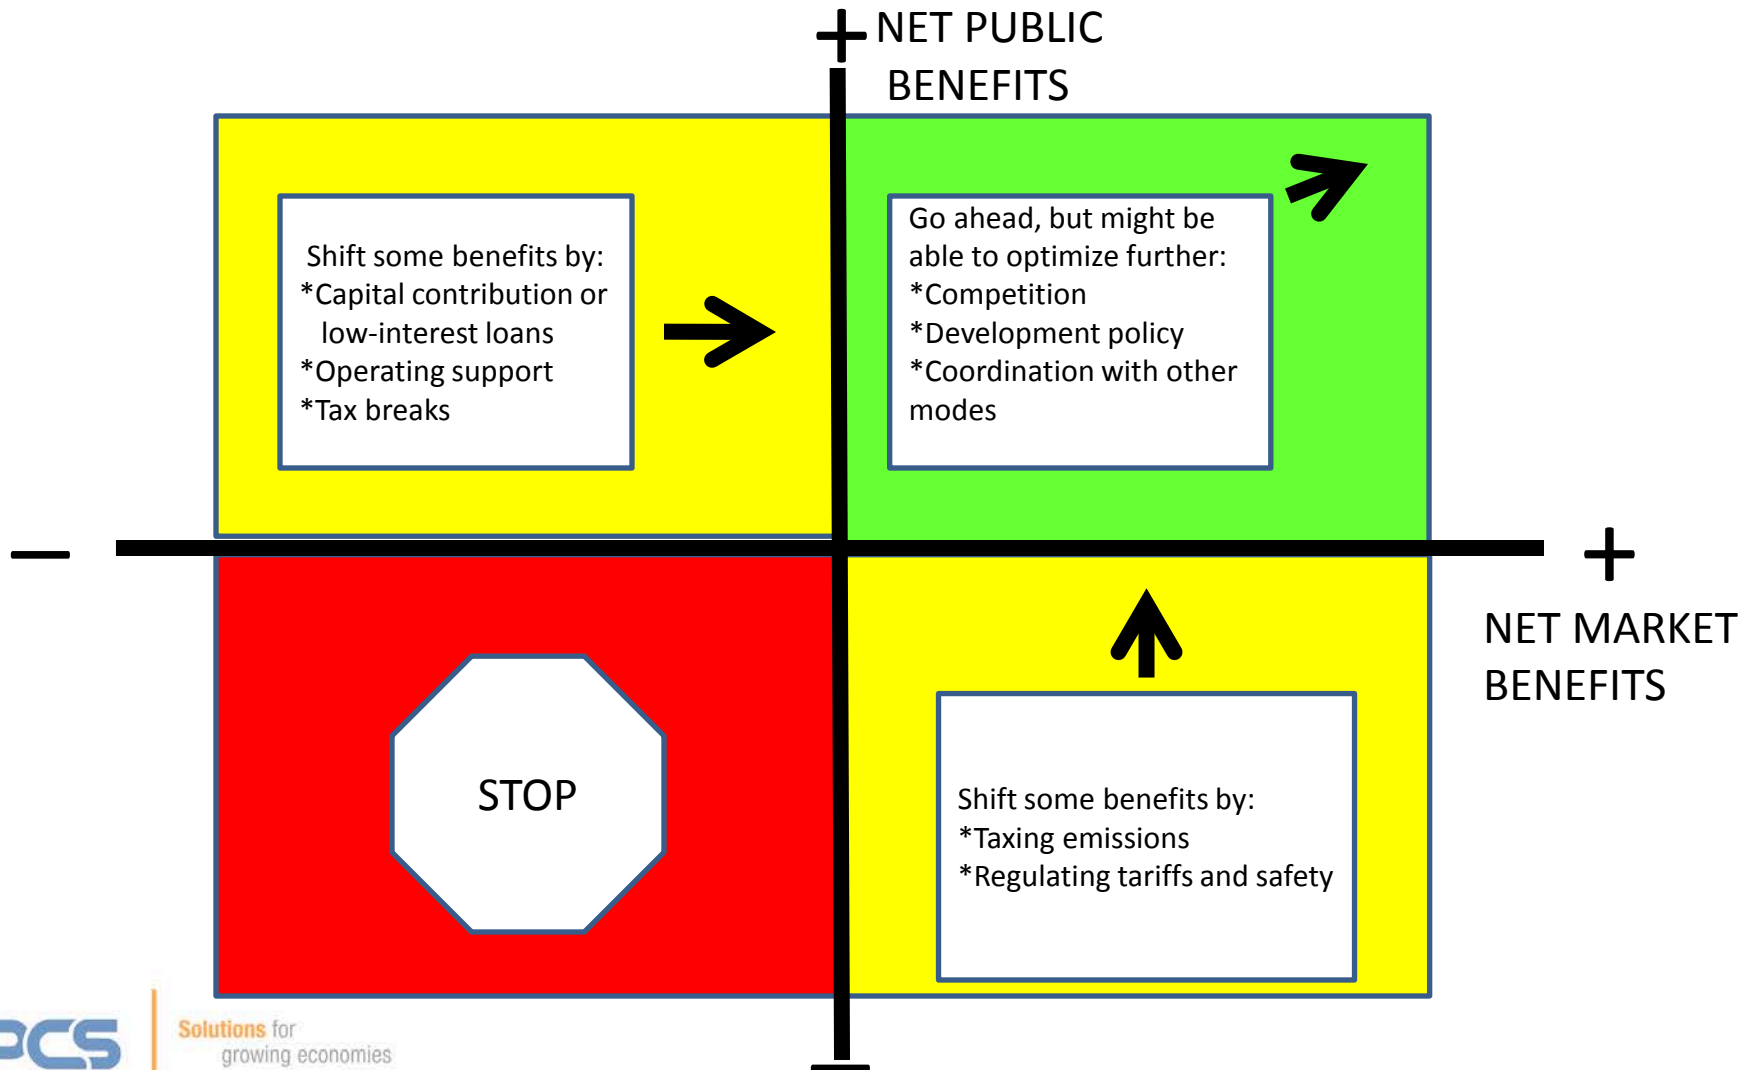 + NET PUBLIC
BENEFITS
Shift some benefits by:
*Capital contribution or
low-interest loans
*Operating support
*Tax breaks
Go ahead, but might be
able to optimize further:
*Competition
*Development policy
*Coordination with other
modes
— +
NET MARKET
BENEFITS
STOP
Shift some benefits by:
*Taxing emissions
*Regulating tariffs and safety
—
PCS
Solutions for
growing economies